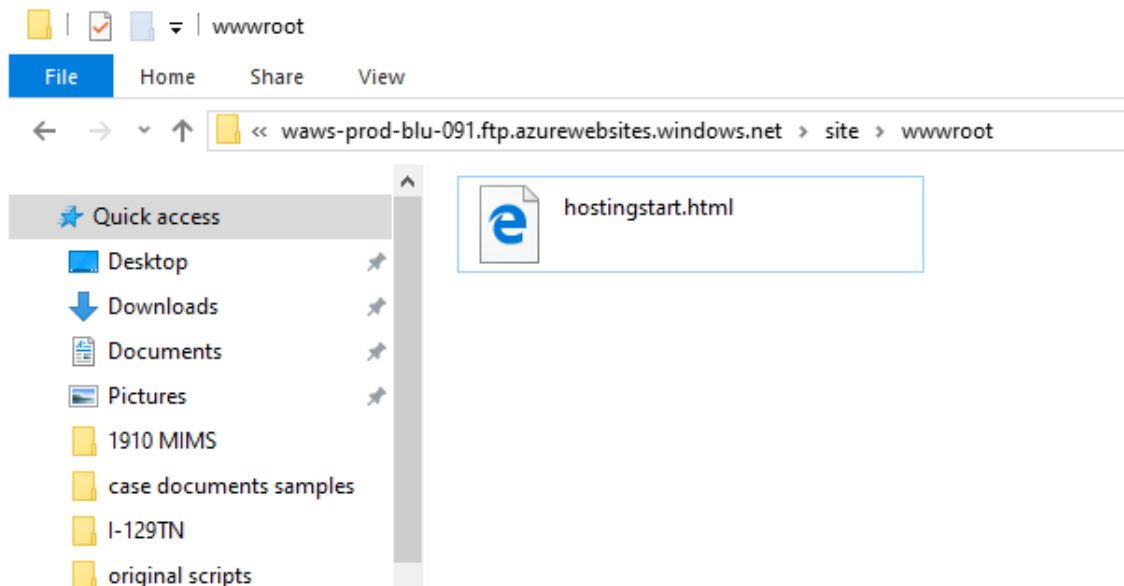 wwwroot
File Home Share View
« waws-prod-blu-091.ftp.azurewebsites.windows.net > site > wwwroot
Quick access
hostingstart.html
Desktop
Downloads
Documents
Pictures
1910 MIMS
case documents samples
I-129TN
original scripts